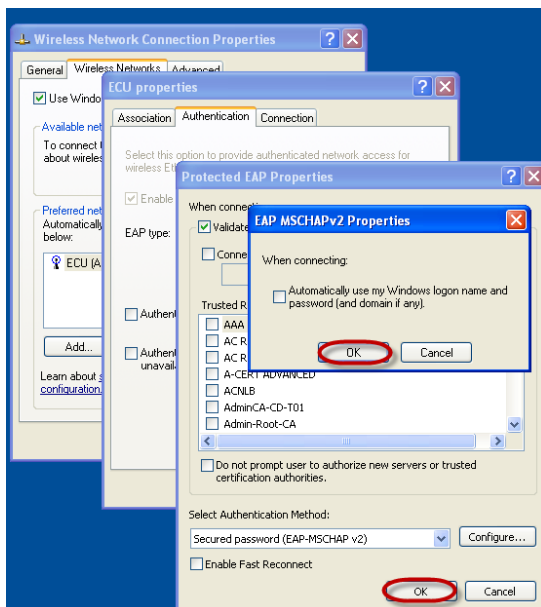 Wireless Network Connection Properties
General Wireless Networks Advanced
Use Windo
Available net
To connect
about wireles
Preferred net
Automatically
below:
ECU (A
Add...
Learn about
configuration.
ECU properties
Association Authentication Connection
Select this option to provide authenticated network access for
wireless Eth
Enable
EAP type:
Authent
Authent
unavail
Protected EAP Properties
When connecti
Validate
Conne
Trusted R
AAA
AC R
AC R
A-CERT ADVANCED
ACNLB
AdminCA-CD-T01
Admin-Root-CA
Do not prompt user to authorize new servers or trusted
certification authorities.
Select Authentication Method:
Secured password (EAP-MSCHAP v2) Configure...
Enable Fast Reconnect
OK Cancel
EAP MSCHAPv2 Properties
When connecting:
Automatically use my Windows logon name and
password (and domain if any).
OK Cancel